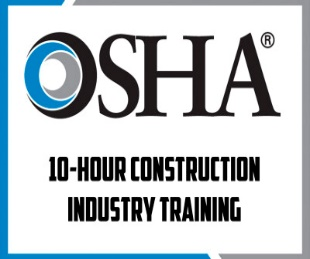 OSHA®
10-HOUR CONSTRUCTION
INDUSTRY TRAINING